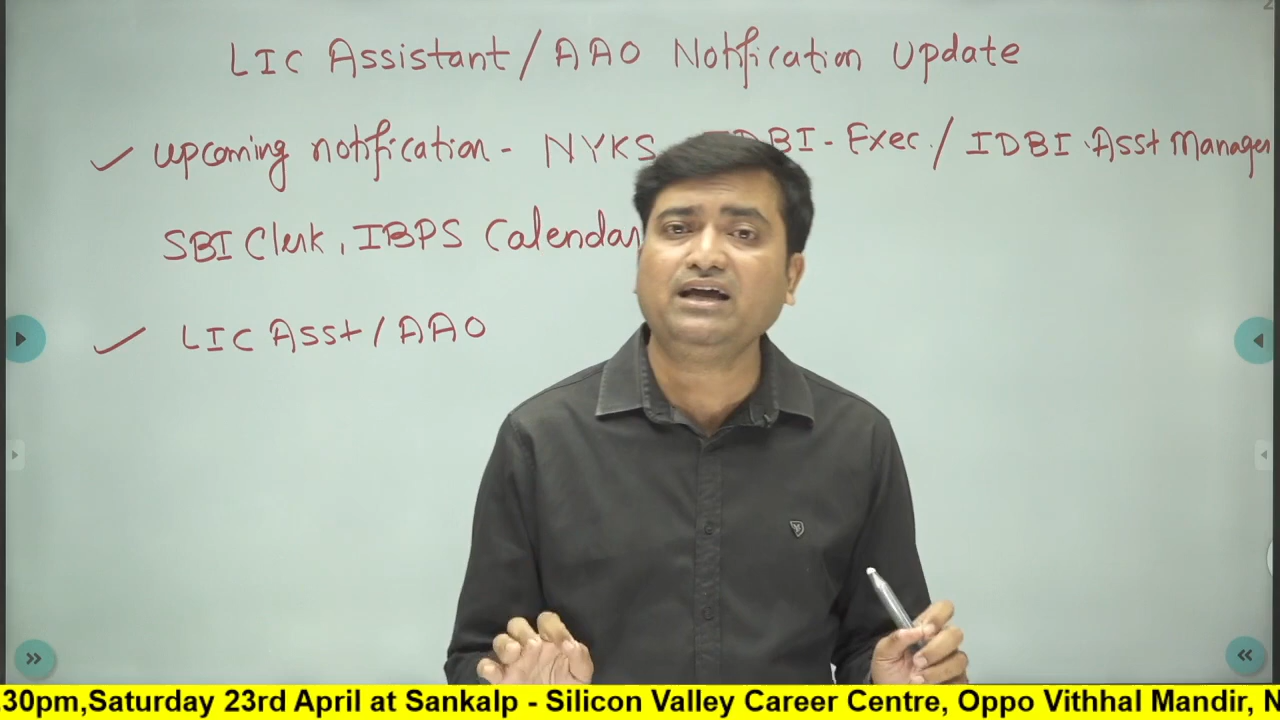 LIC Assistant / AAO Notification Update
✓ Upcoming notification - NYKS DBI - Exec. / IDBI Asst Manager
SBI Clerk, IBPS Calendar
✓ LIC Asst / AAO
.30pm,Saturday 23rd April at Sankalp - Silicon Valley Career Centre, Oppo Vithhal Mandir, N